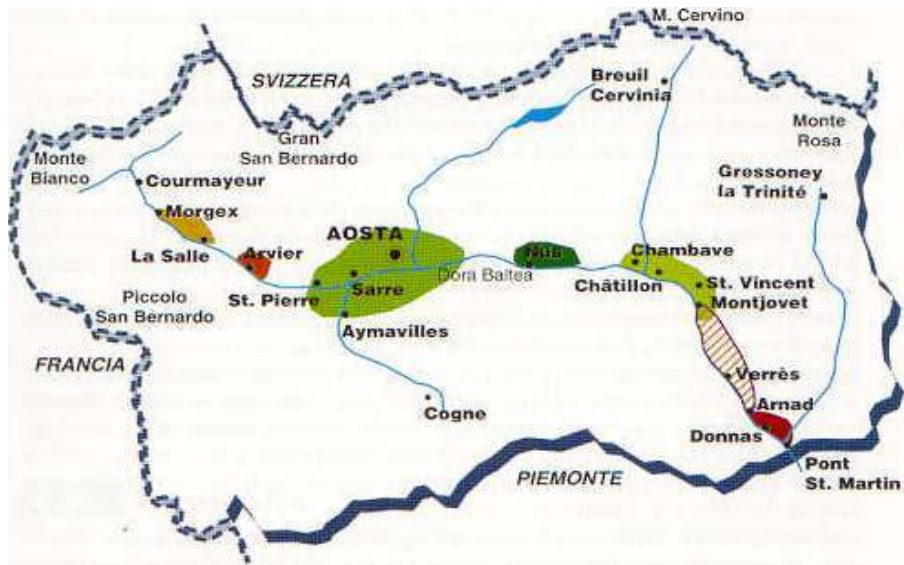 M. Cervino
SVIZZERA
Breuil
Cervinia
Gran
San Bernardo
Monte
Rosa
Monte
Bianco
Courmayeur
Gressoney
la Trinité
Morgex
AOSTA
La Salle
Arvier
Nus
Chambave
Dora Baltea
Châtillon
St. Vincent
Sarre
St. Pierre
Piccolo
San Bernardo
Montjovet
Aymavilles
FRANCIA
Verrès
Cogne
Arnad
Donnas
PIEMONTE
Pont
St. Martin